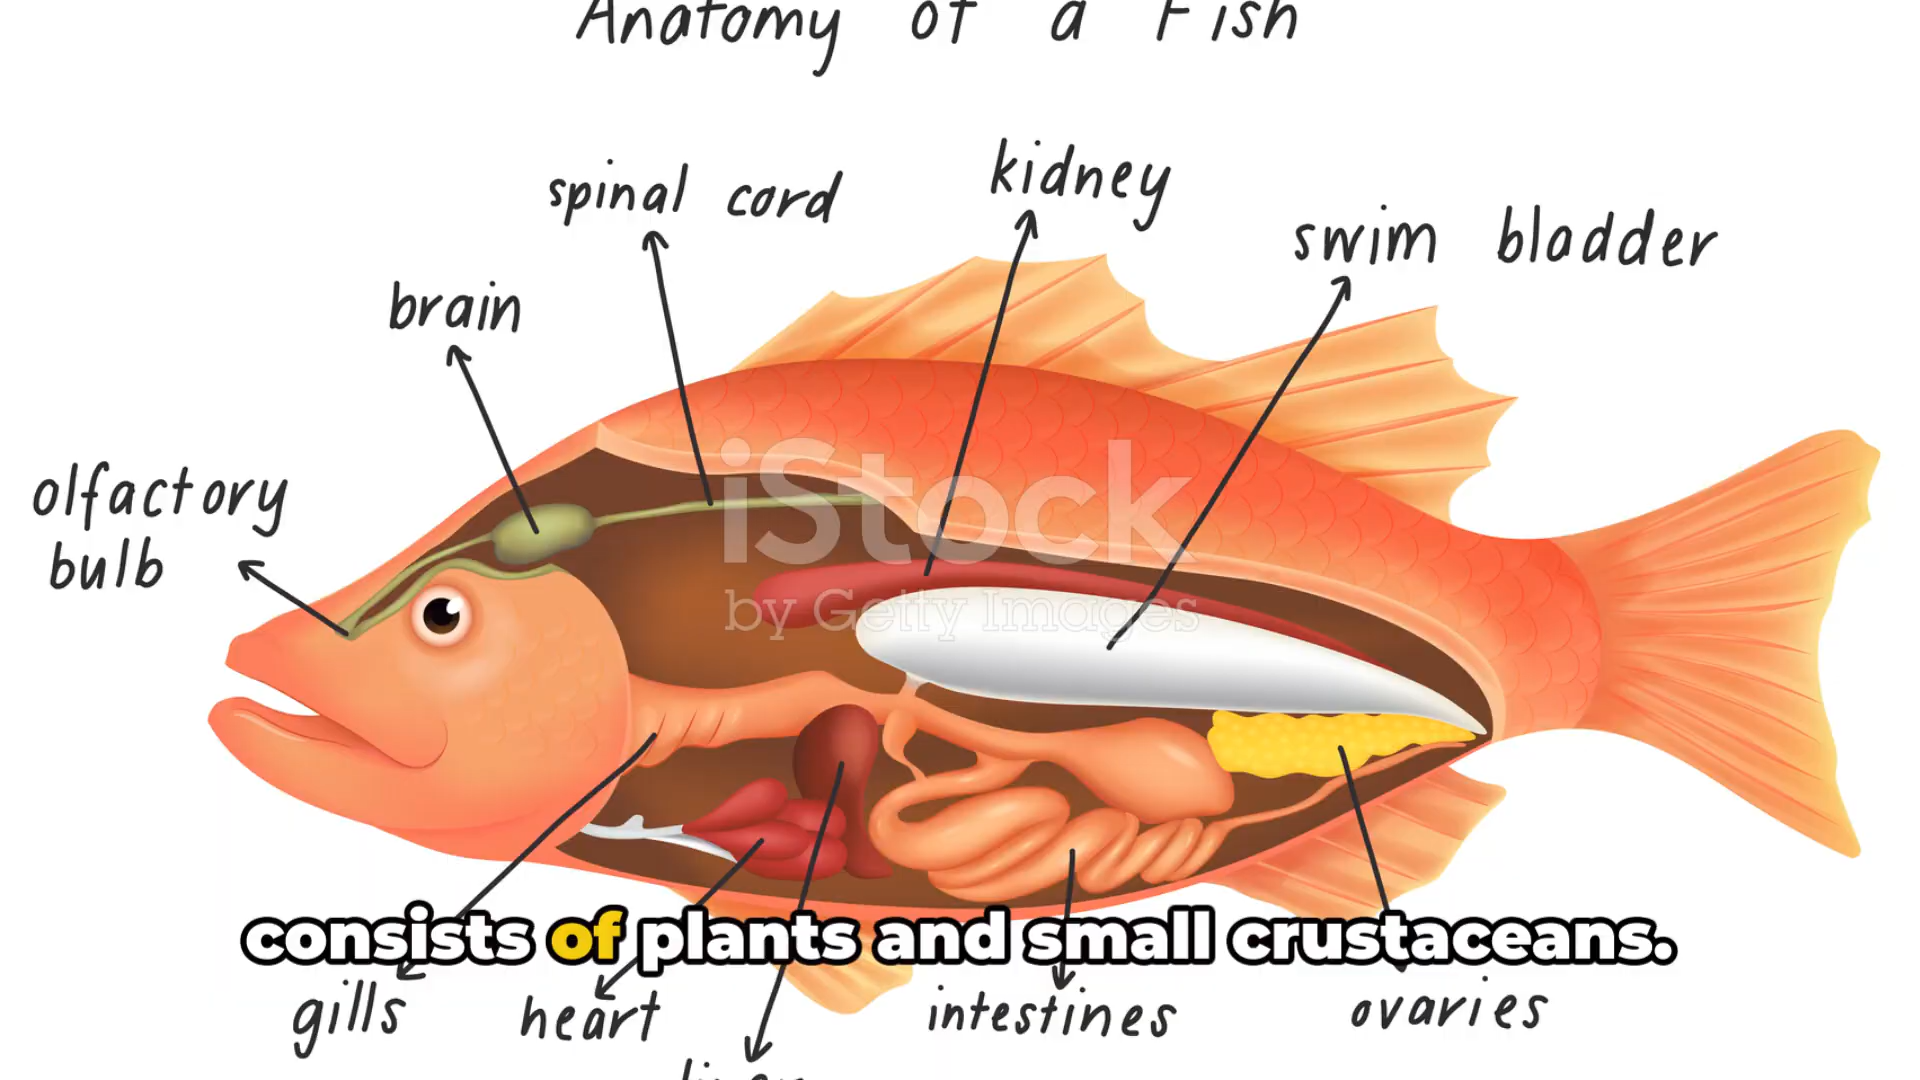 Anatomy of a Fish
kidney
spinal cord
swim bladder
brain
olfactory
bulb
iStock
by Getty Images
consists of plants and small crustaceans.
gills
heart
intestines
ovaries